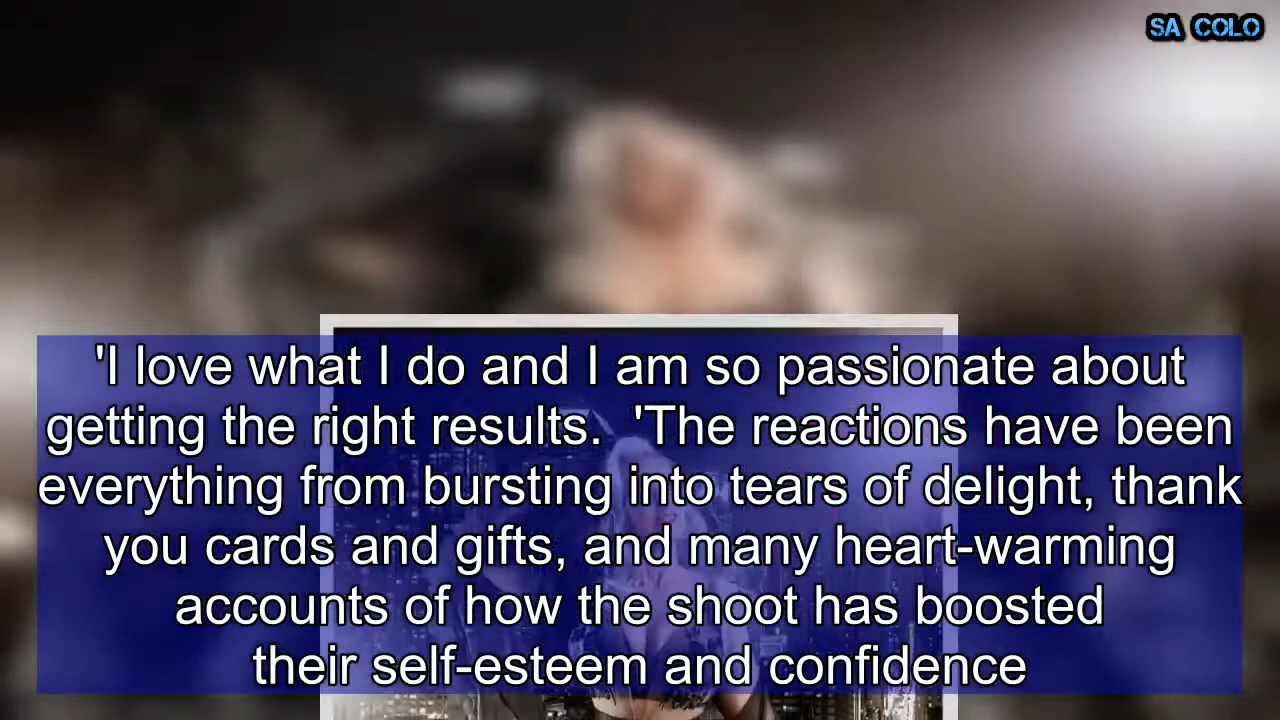 SA COLO
'I love what I do and I am so passionate about
getting the right results.  'The reactions have been
everything from bursting into tears of delight, thank
you cards and gifts, and many heart-warming
accounts of how the shoot has boosted
their self-esteem and confidence